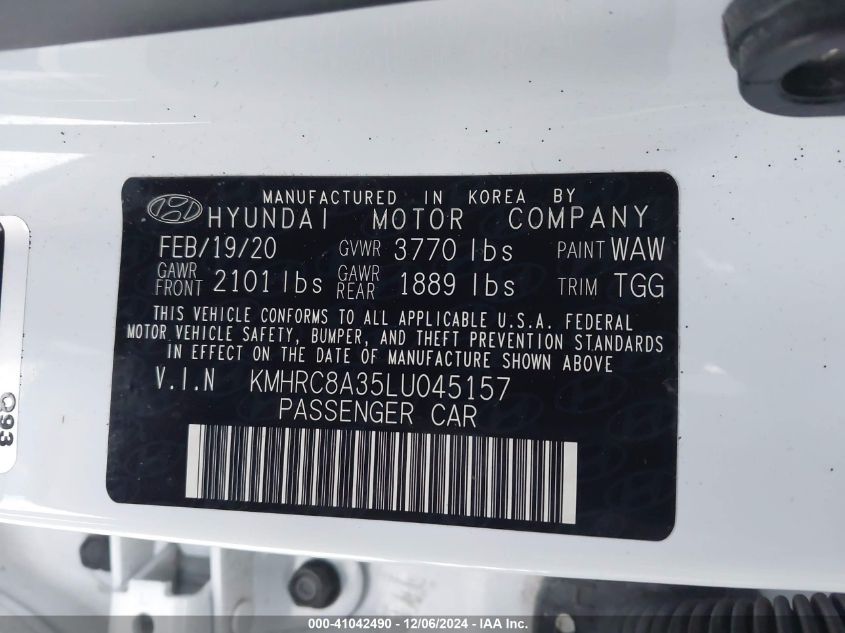 MANUFACTURED IN KOREA BY
HYUNDAI MOTOR COMPANY
FEB/19/20 GVWR 3770 lbs PAINT WAW
GAWR FRONT 2101 lbs GAWR REAR 1889 lbs TRIM TGG
THIS VEHICLE CONFORMS TO ALL APPLICABLE U.S.A. FEDERAL
MOTOR VEHICLE SAFETY, BUMPER, AND THEFT PREVENTION STANDARDS
IN EFFECT ON THE DATE OF MANUFACTURE SHOWN ABOVE
V.I.N KMHRC8A35LU045157
PASSENGER CAR
Q93
000-41042490 - 12/06/2024 - IAA Inc.